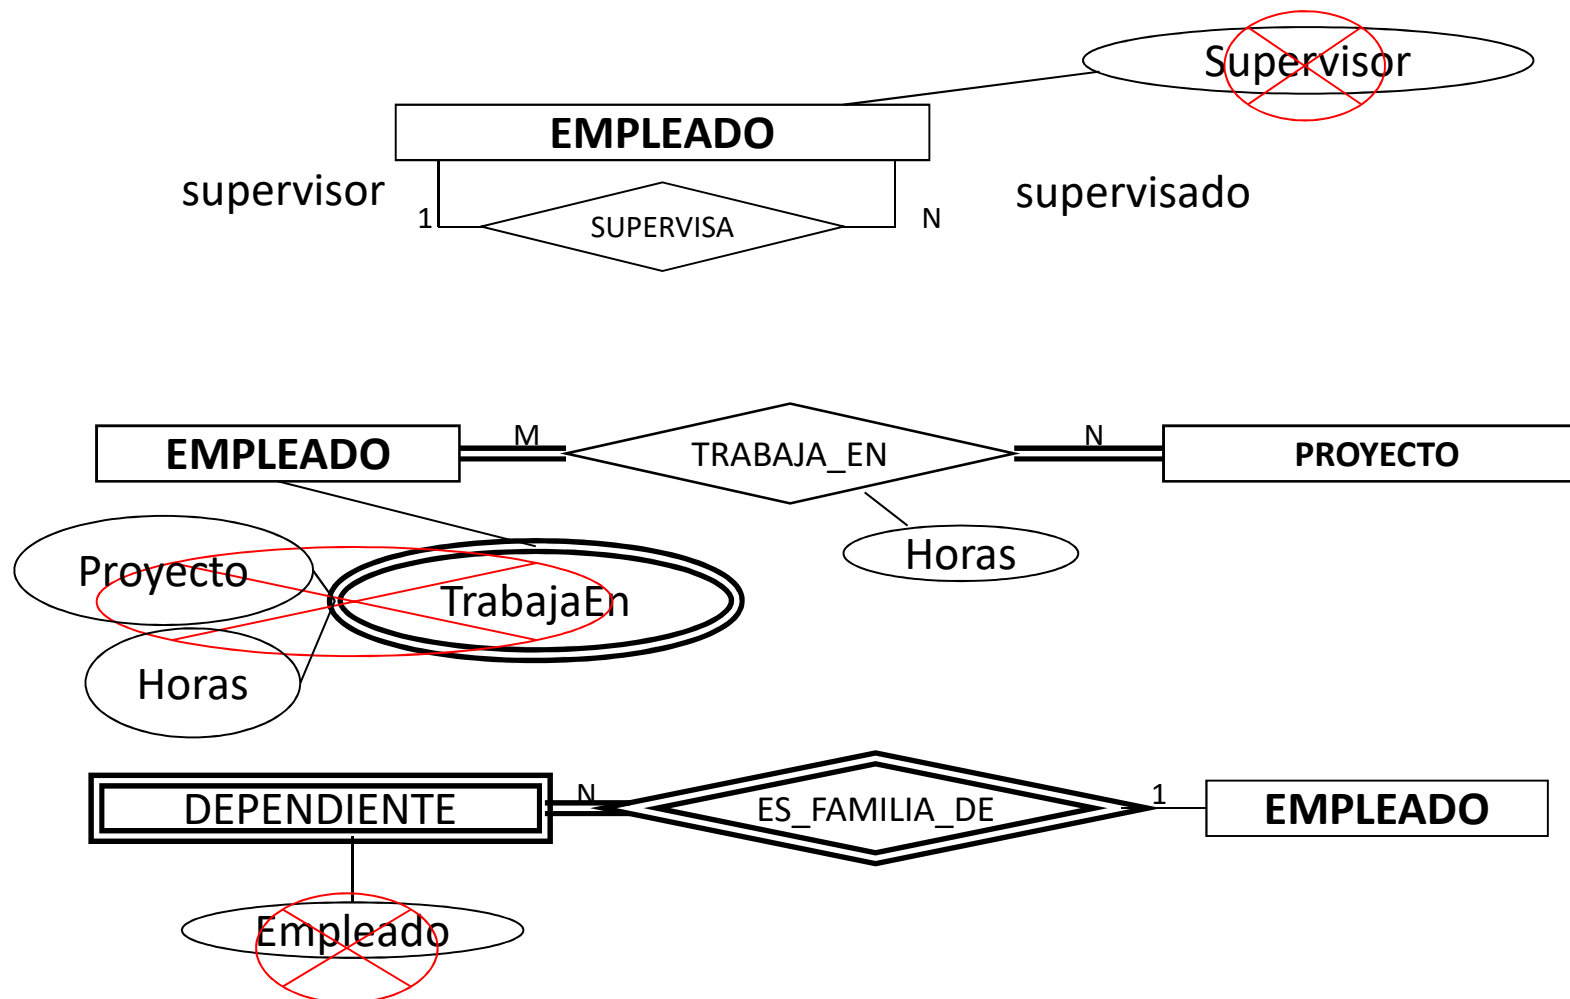 Supervisor
EMPLEADO
supervisor
supervisado
1
SUPERVISA
N
EMPLEADO
M
TRABAJA_EN
N
PROYECTO
Horas
Proyecto
TrabajaEn
Horas
DEPENDIENTE
N
ES_FAMILIA_DE
1
EMPLEADO
Empleado